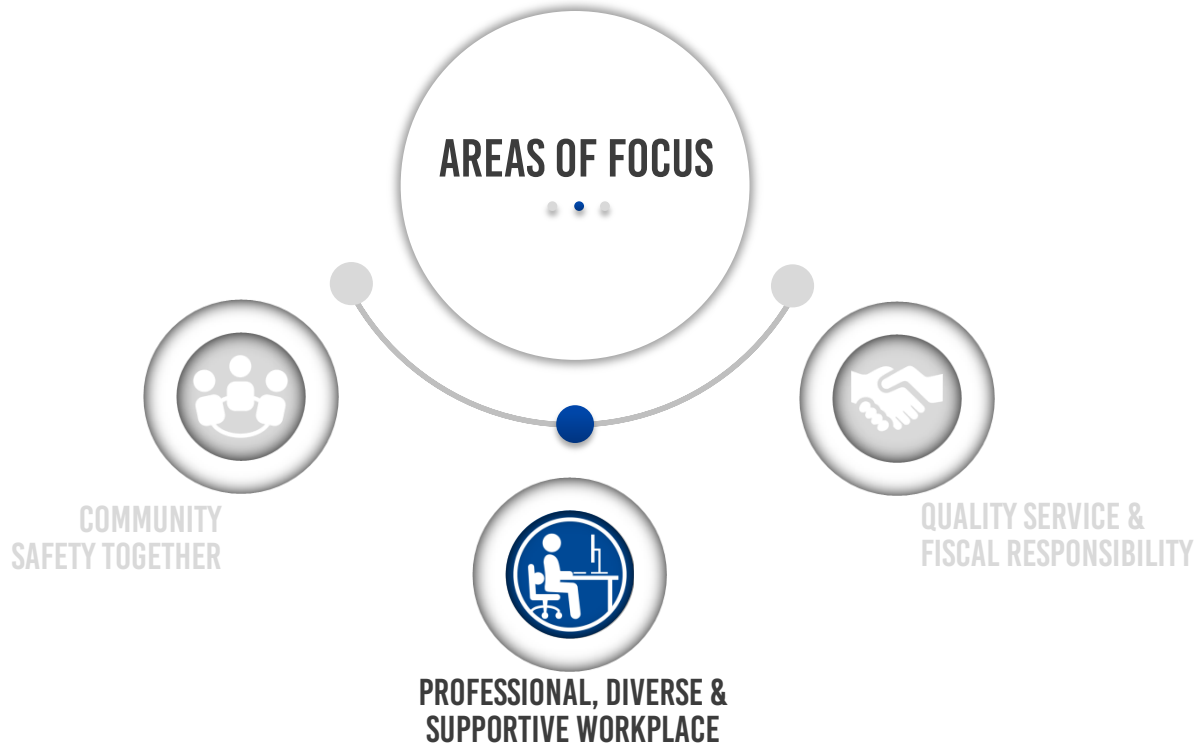 AREAS OF FOCUS
COMMUNITY
SAFETY TOGETHER
PROFESSIONAL, DIVERSE &
SUPPORTIVE WORKPLACE
QUALITY SERVICE &
FISCAL RESPONSIBILITY